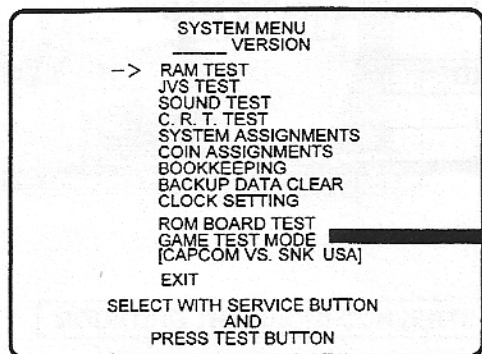 SYSTEM MENU
______ VERSION
-> RAM TEST
JVS TEST
SOUND TEST
C. R. T. TEST
SYSTEM ASSIGNMENTS
COIN ASSIGNMENTS
BOOKKEEPING
BACKUP DATA CLEAR
CLOCK SETTING
ROM BOARD TEST
GAME TEST MODE
[CAPCOM VS. SNK USA]
EXIT
SELECT WITH SERVICE BUTTON
AND
PRESS TEST BUTTON